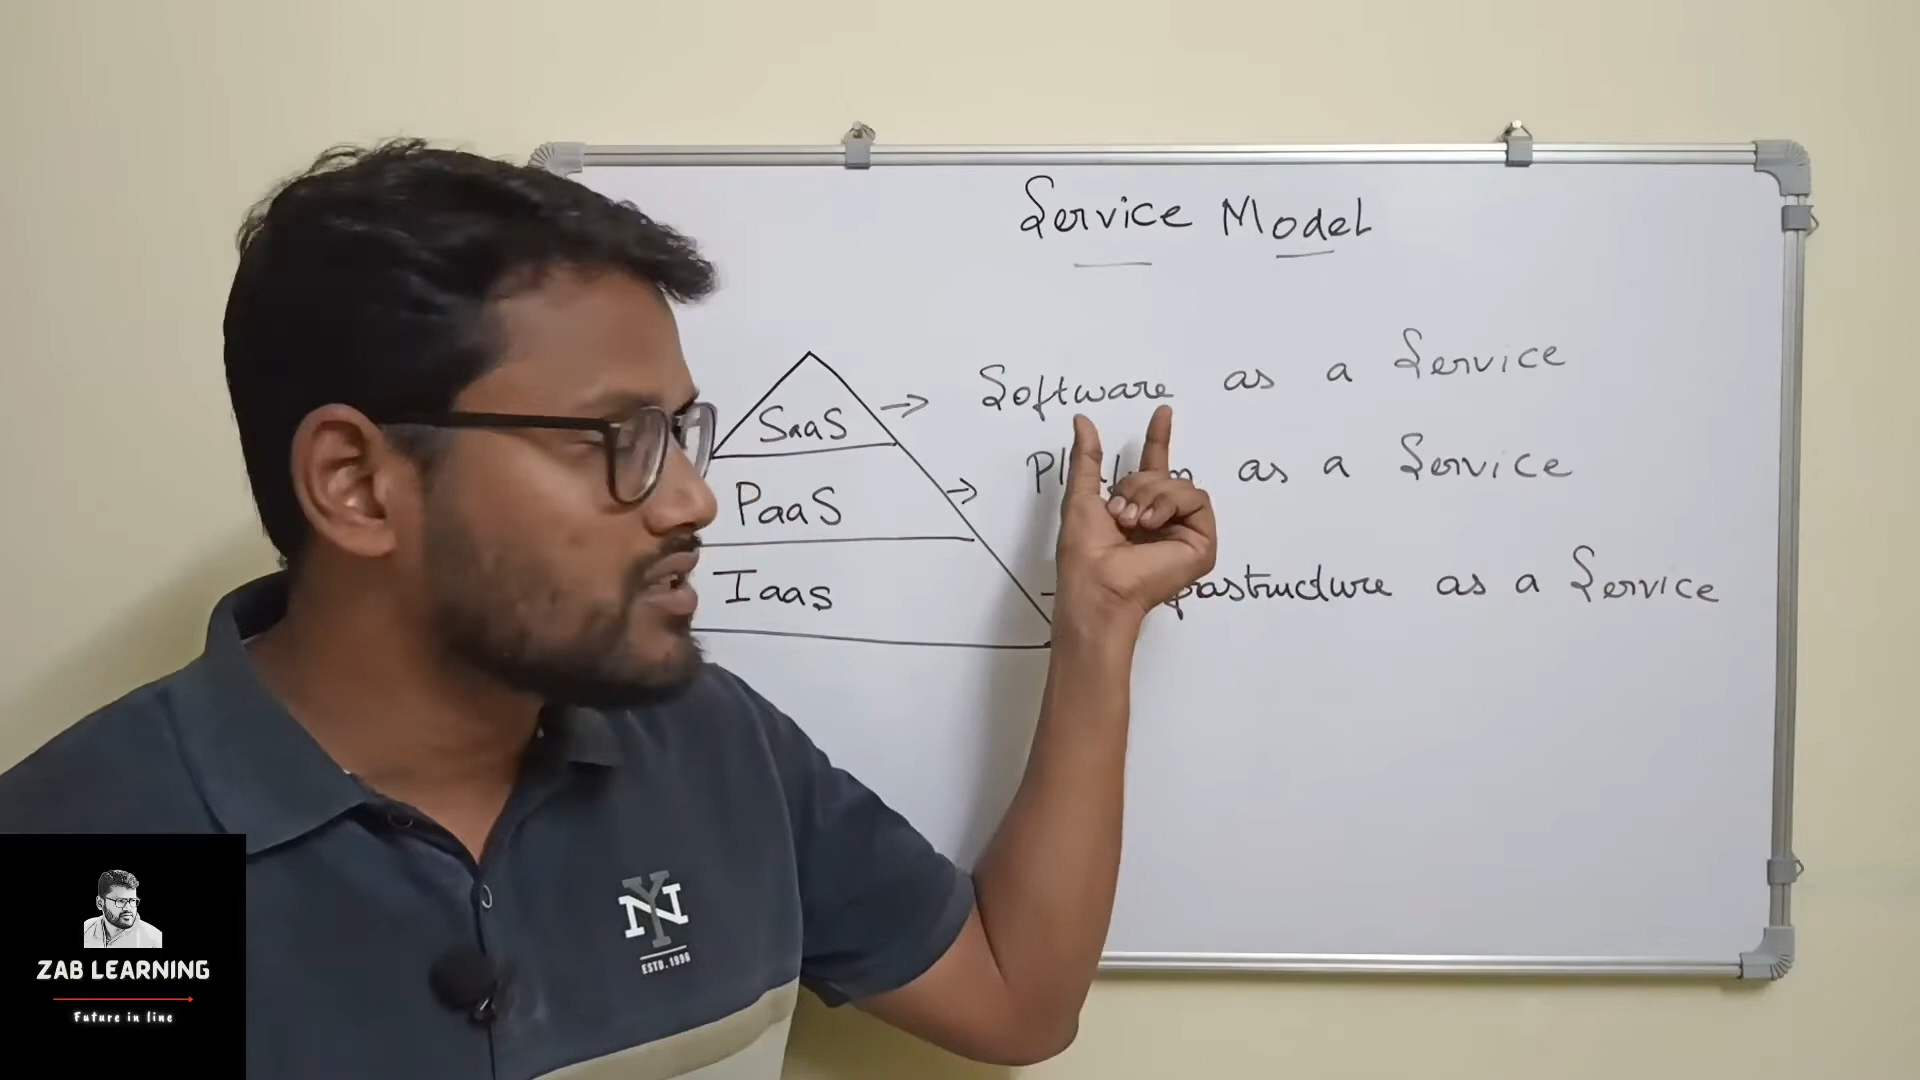 Service Model
SaaS → Software as a Service
PaaS → as a Service
Iaas as a Service
NY
ESTD. 1996
ZAB LEARNING
Future in line